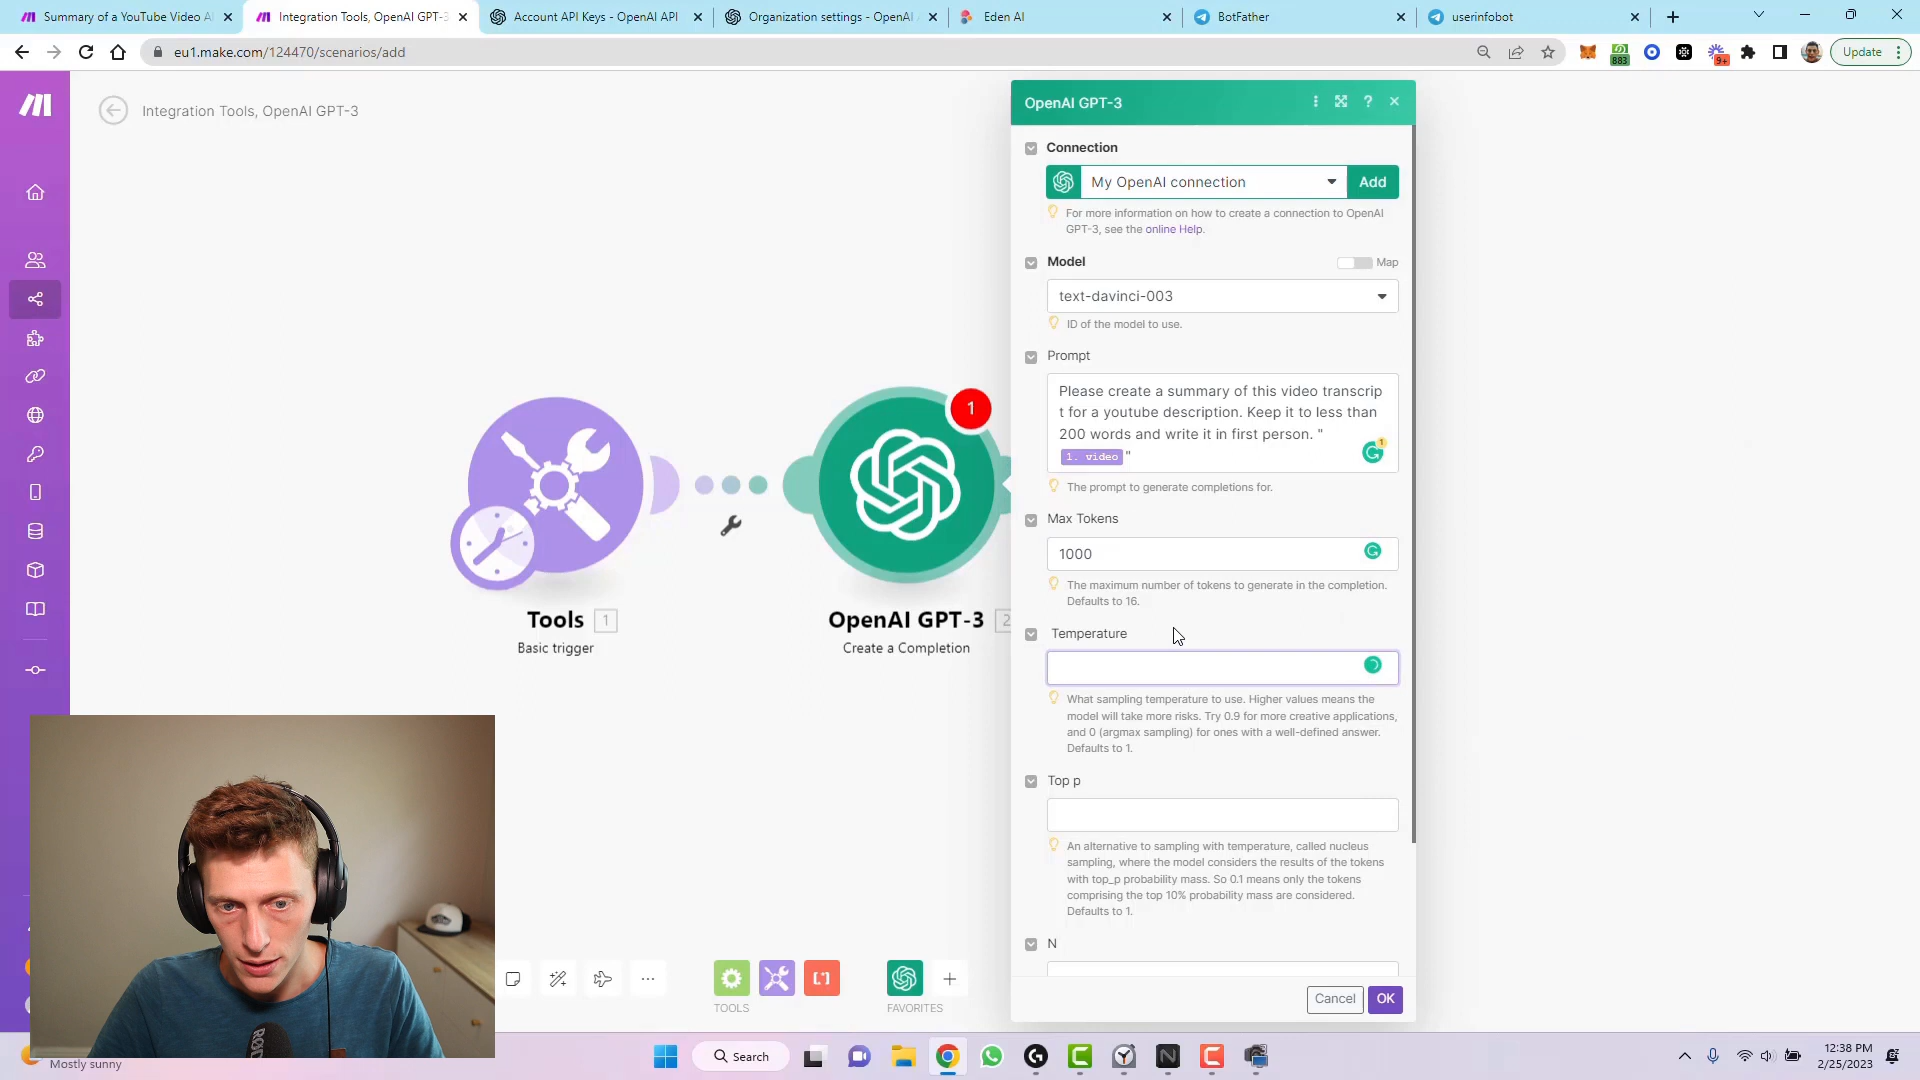 Summary of a YouTube Video A
Integration Tools, OpenAI GPT-3
Account API Keys - OpenAI API
Organization settings - OpenAI
Eden AI
BotFather
userinfobot
eu1.make.com/124470/scenarios/add
883
9+
Update
Integration Tools, OpenAI GPT-3
OpenAI GPT-3
Connection
My OpenAI connection
Add
For more information on how to create a connection to OpenAI
GPT-3, see the online Help.
Model
Map
text-davinci-003
ID of the model to use.
Prompt
Please create a summary of this video transcrip
t for a youtube description. Keep it to less than
200 words and write it in first person. "
1. video "
1
The prompt to generate completions for.
Max Tokens
1000
The maximum number of tokens to generate in the completion.
Defaults to 16.
Temperature
What sampling temperature to use. Higher values means the
model will take more risks. Try 0.9 for more creative applications,
and 0 (argmax sampling) for ones with a well-defined answer.
Defaults to 1.
Top p
An alternative to sampling with temperature, called nucleus
sampling, where the model considers the results of the tokens
with top_p probability mass. So 0.1 means only the tokens
comprising the top 10% probability mass are considered.
Defaults to 1.
N
Cancel
OK
1
Tools 1
Basic trigger
OpenAI GPT-3 2
Create a Completion
TOOLS
FAVORITES
Mostly sunny
Search
12:38 PM
2/25/2023